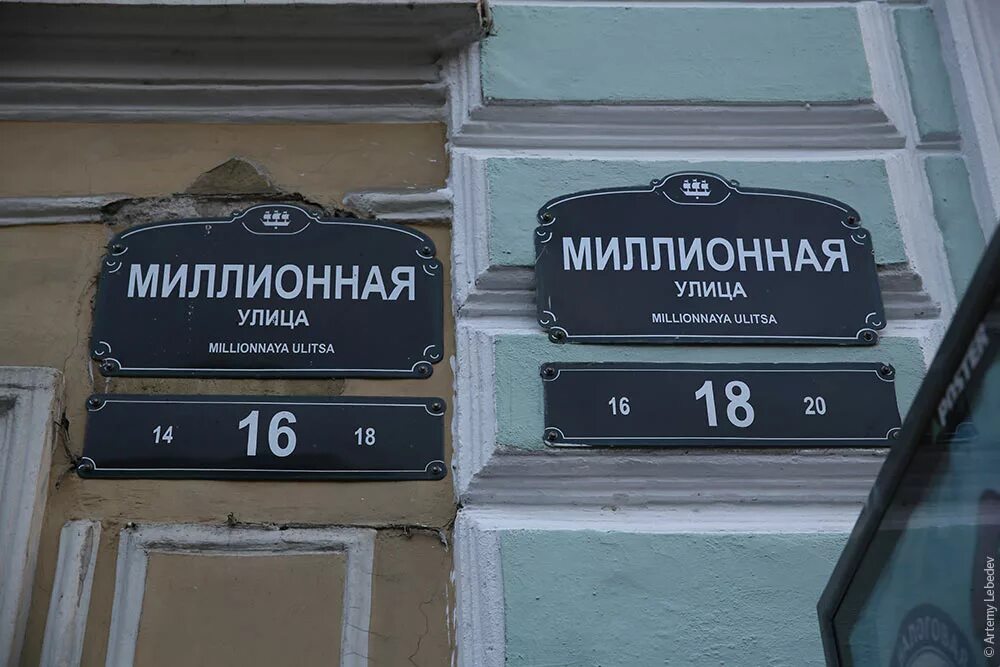 МИЛЛИОННАЯ
УЛИЦА
MILLIONNAYA ULITSA
14 16 18
МИЛЛИОННАЯ
УЛИЦА
MILLIONNAYA ULITSA
16 18 20
POSTER
© Artemy Lebedev